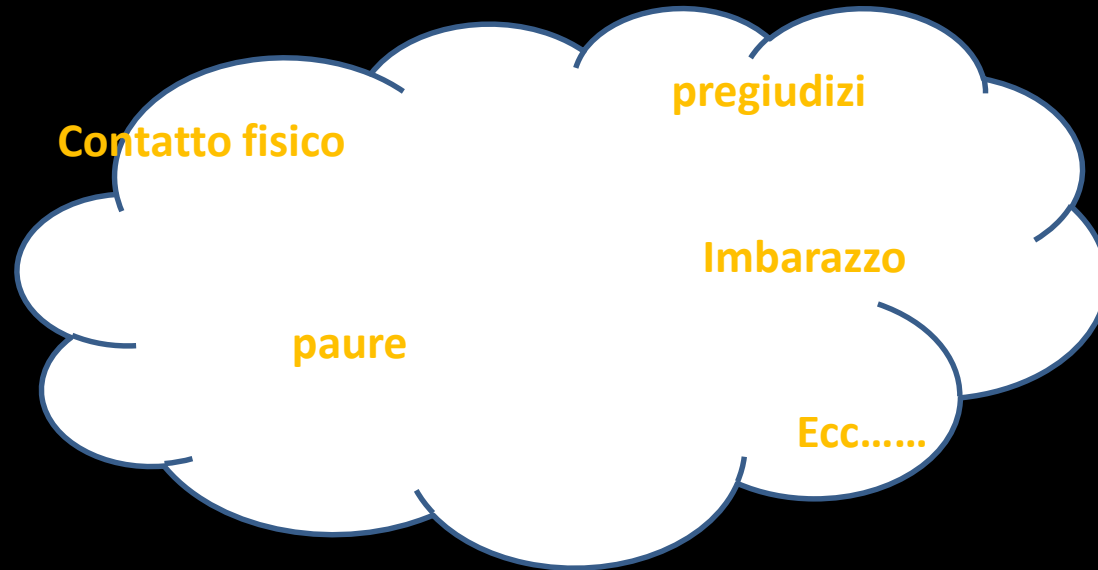 pregiudizi
Contatto fisico
Imbarazzo
paure
Ecc……